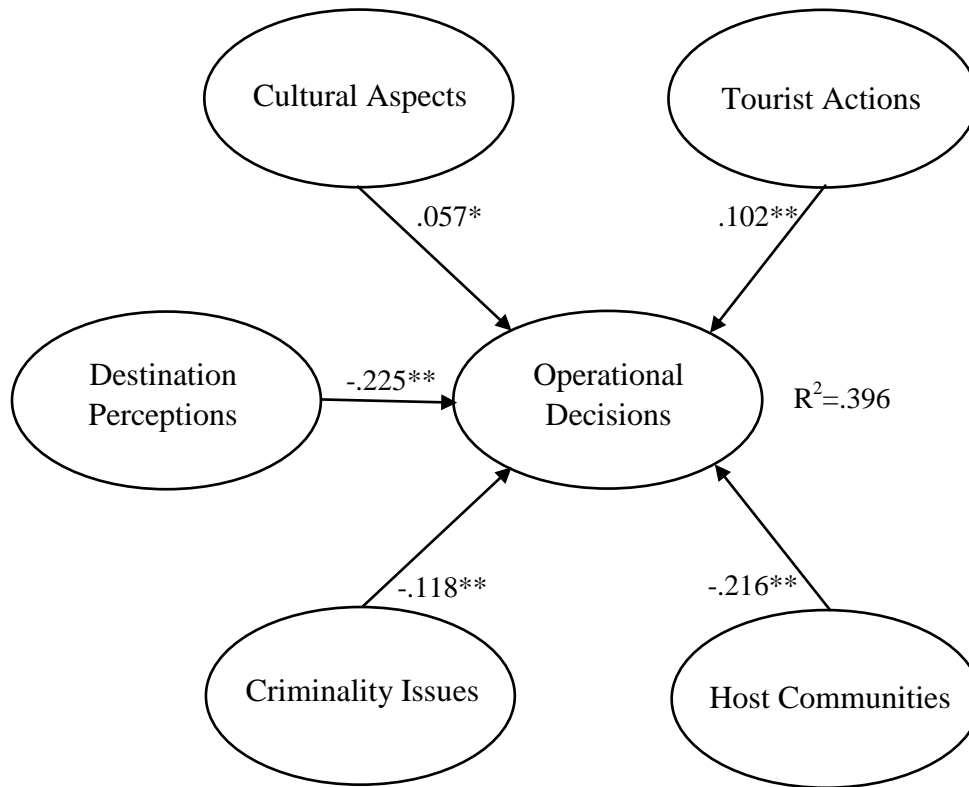 Cultural Aspects
Tourist Actions
.057*
.102**
Destination
Perceptions
-.225**
Operational
Decisions
R²=.396
-.118**
-.216**
Criminality Issues
Host Communities